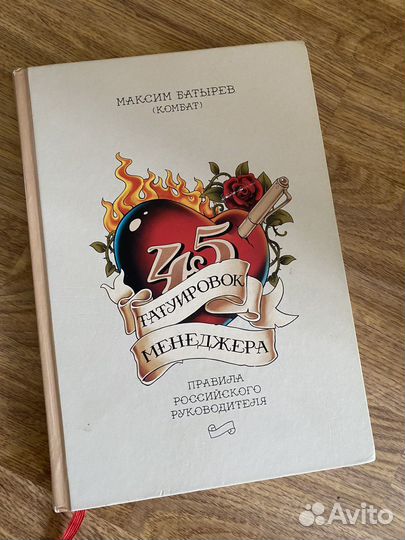 МАКСИМ БАТЫРЕВ
(КОМБАТ)
45
ТАТУИРОВОК
МЕНЕДЖЕРА
ПРАВИЛА
РОССИЙСКОГО
РУКОВОДИТЕЛЯ
Avito